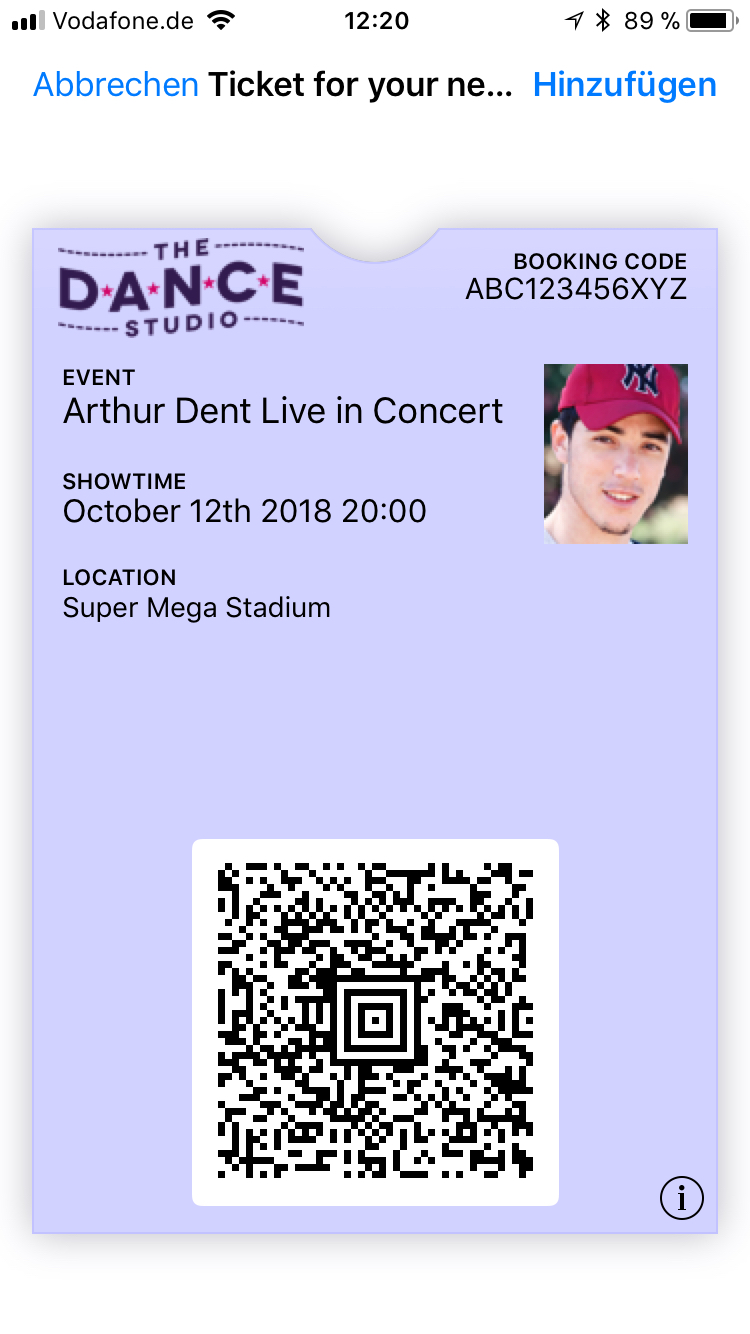 Vodafone.de 12:20 89 %
Abbrechen Ticket for your ne... Hinzufügen
THE
DANCE
STUDIO
BOOKING CODE
ABC123456XYZ
EVENT
Arthur Dent Live in Concert
NY
SHOWTIME
October 12th 2018 20:00
LOCATION
Super Mega Stadium
i